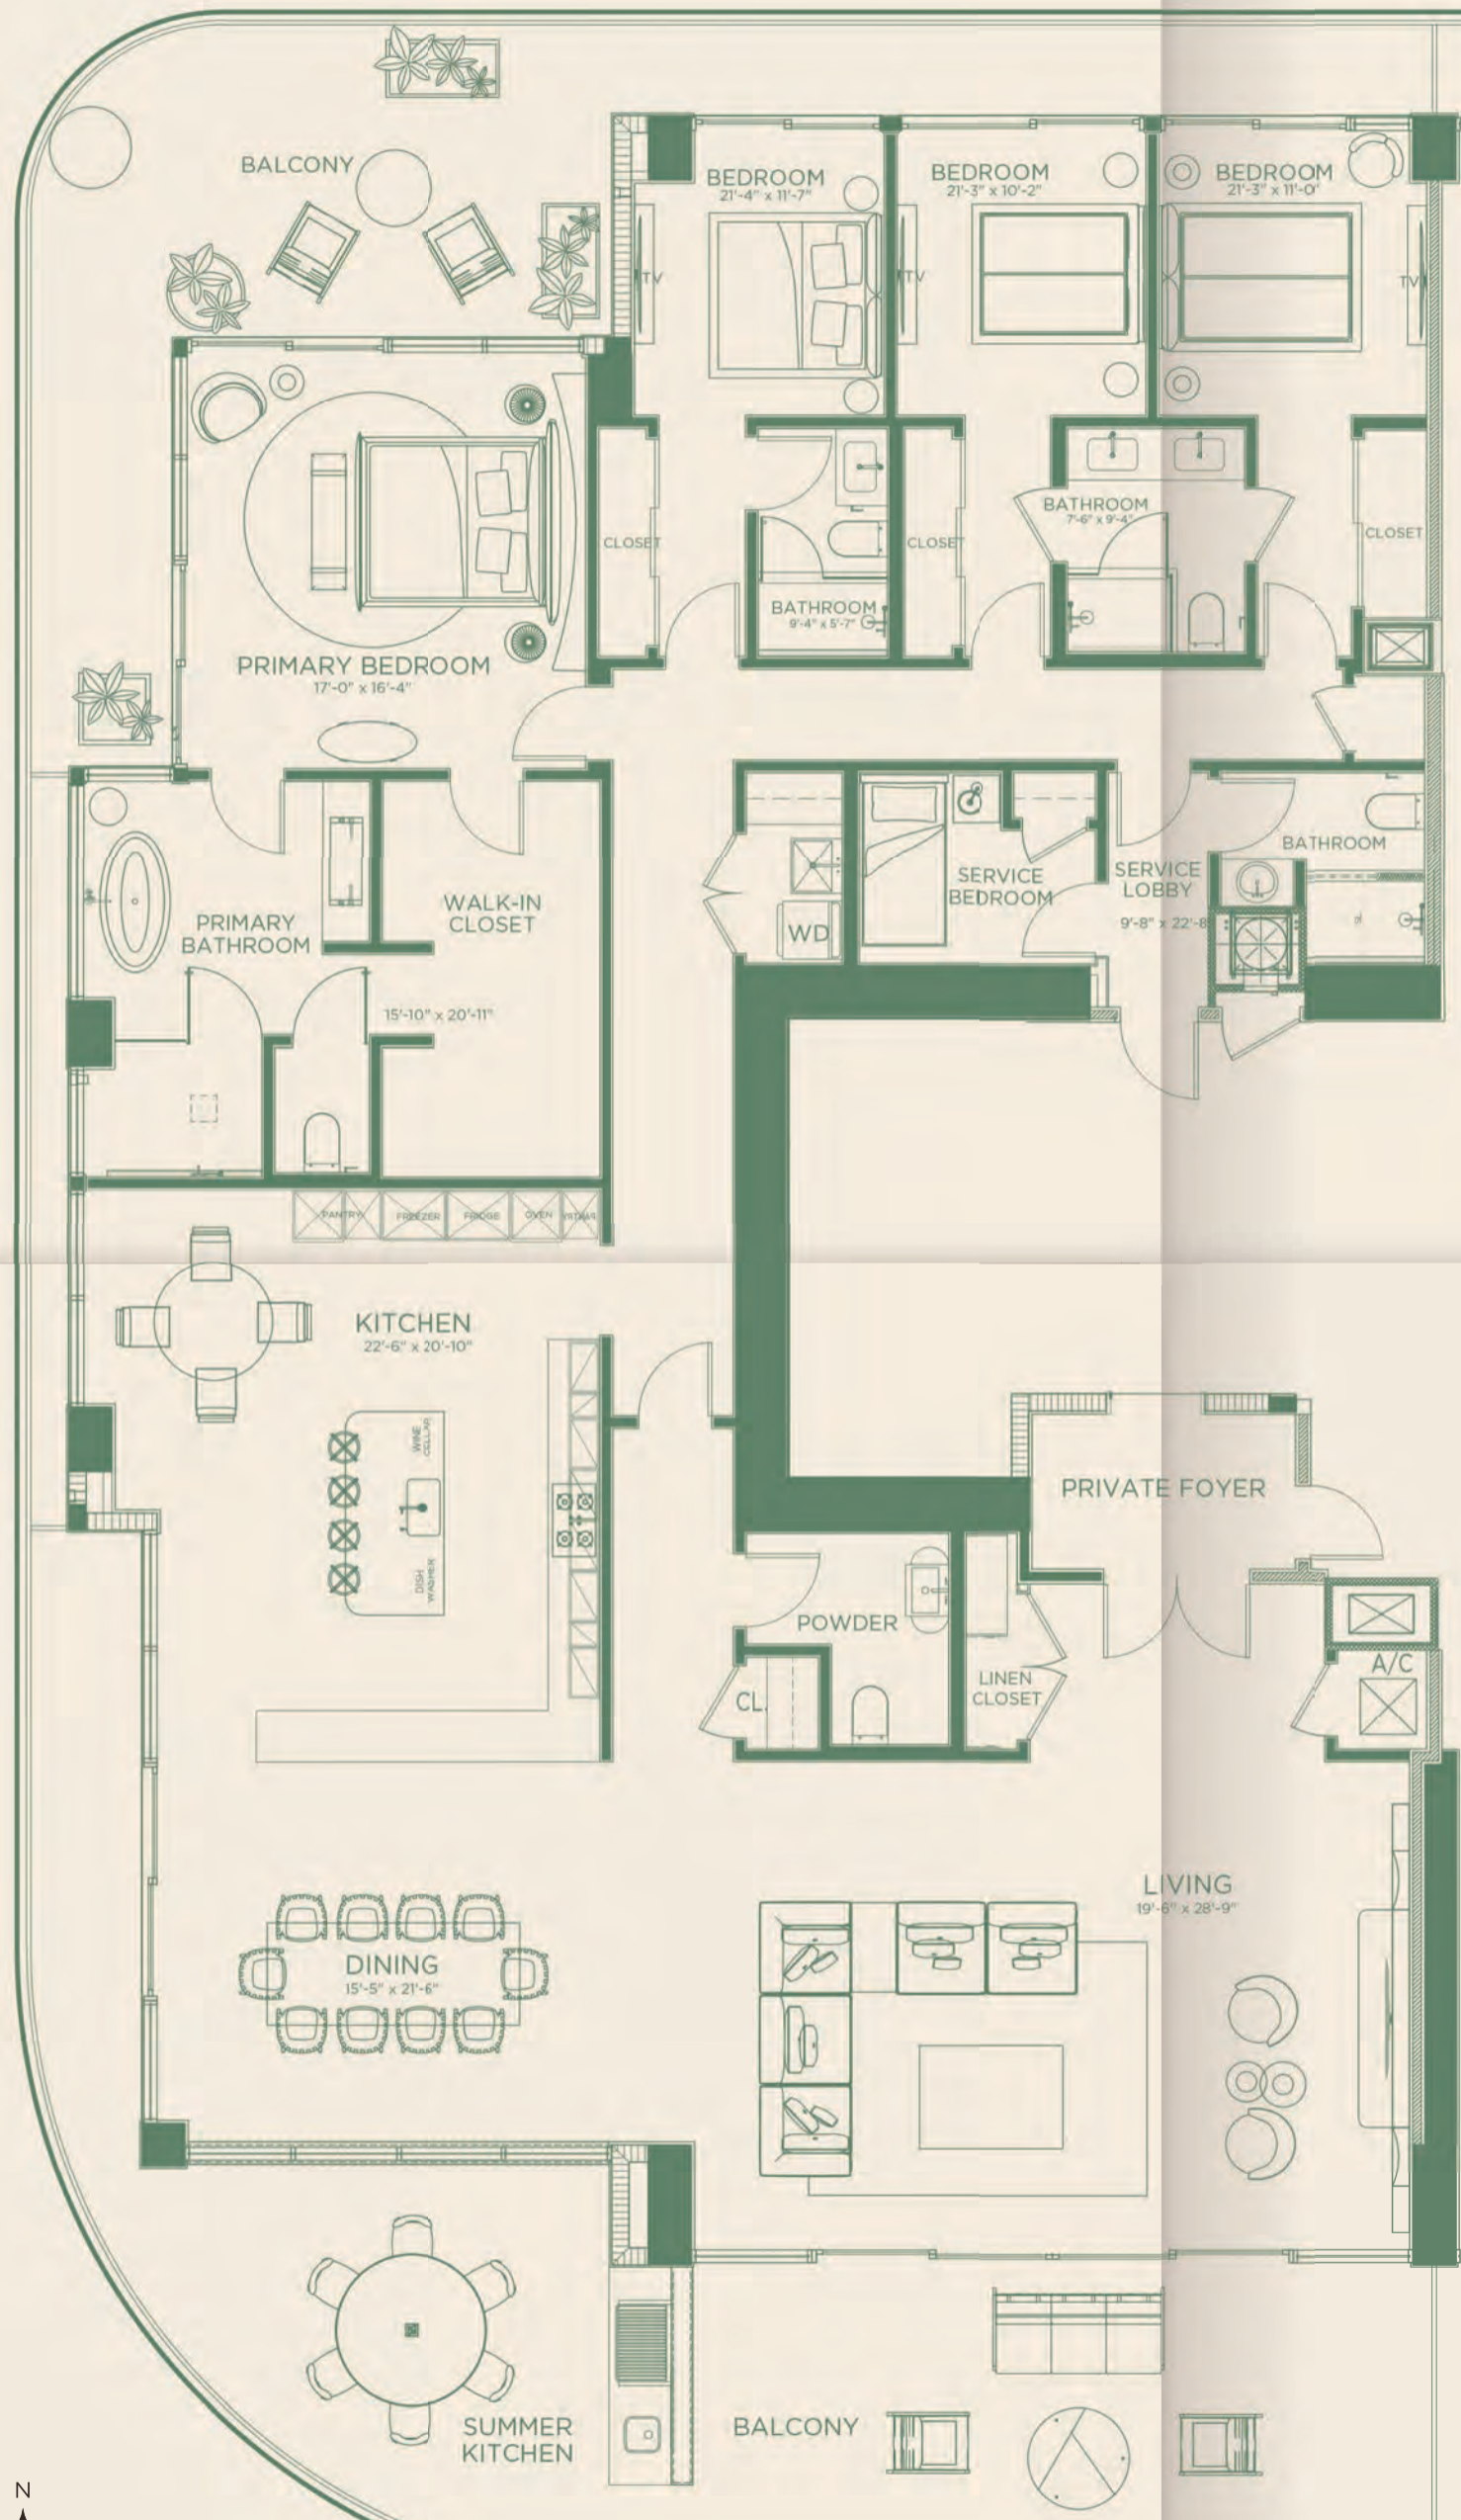 BALCONY
BEDROOM
21'-4" x 11'-7"
BEDROOM
21'-3" x 10'-2"
BEDROOM
21'-3" x 11'-0"
TV
TV
TV
CLOSET
BATHROOM
9'-4" x 5'-7"
CLOSET
BATHROOM
7'-6" x 9'-4"
CLOSET
PRIMARY BEDROOM
17'-0" x 16'-4"
PRIMARY
BATHROOM
WALK-IN
CLOSET
15'-10" x 20'-11"
WD
SERVICE
BEDROOM
SERVICE
LOBBY
9'-8" x 22'-8
BATHROOM
PANTRY
FREEZER
FRIDGE
OVEN
PANTRY
KITCHEN
22'-6" x 20'-10"
WINE
CELLAR
DISH
WASHER
PRIVATE FOYER
POWDER
CL.
LINEN
CLOSET
A/C
LIVING
19'-6" x 28'-9"
DINING
15'-5" x 21'-6"
SUMMER
KITCHEN
BALCONY
N